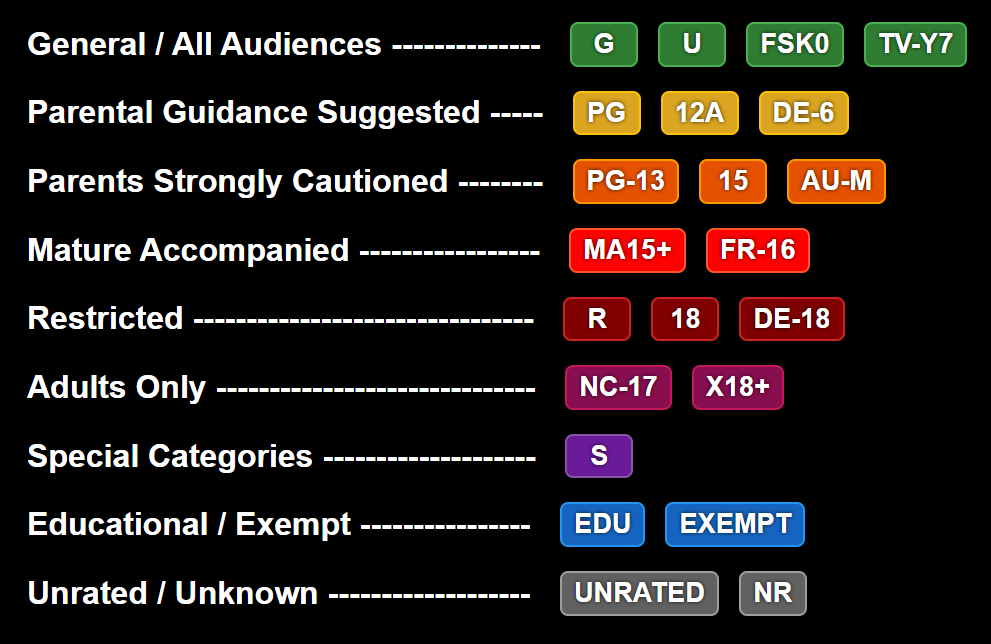 General / All Audiences -------------- G U FSK0 TV-Y7
Parental Guidance Suggested ----- PG 12A DE-6
Parents Strongly Cautioned -------- PG-13 15 AU-M
Mature Accompanied ----------------- MA15+ FR-16
Restricted -------------------------------- R 18 DE-18
Adults Only ------------------------------ NC-17 X18+
Special Categories -------------------- S
Educational / Exempt ---------------- EDU EXEMPT
Unrated / Unknown ------------------- UNRATED NR